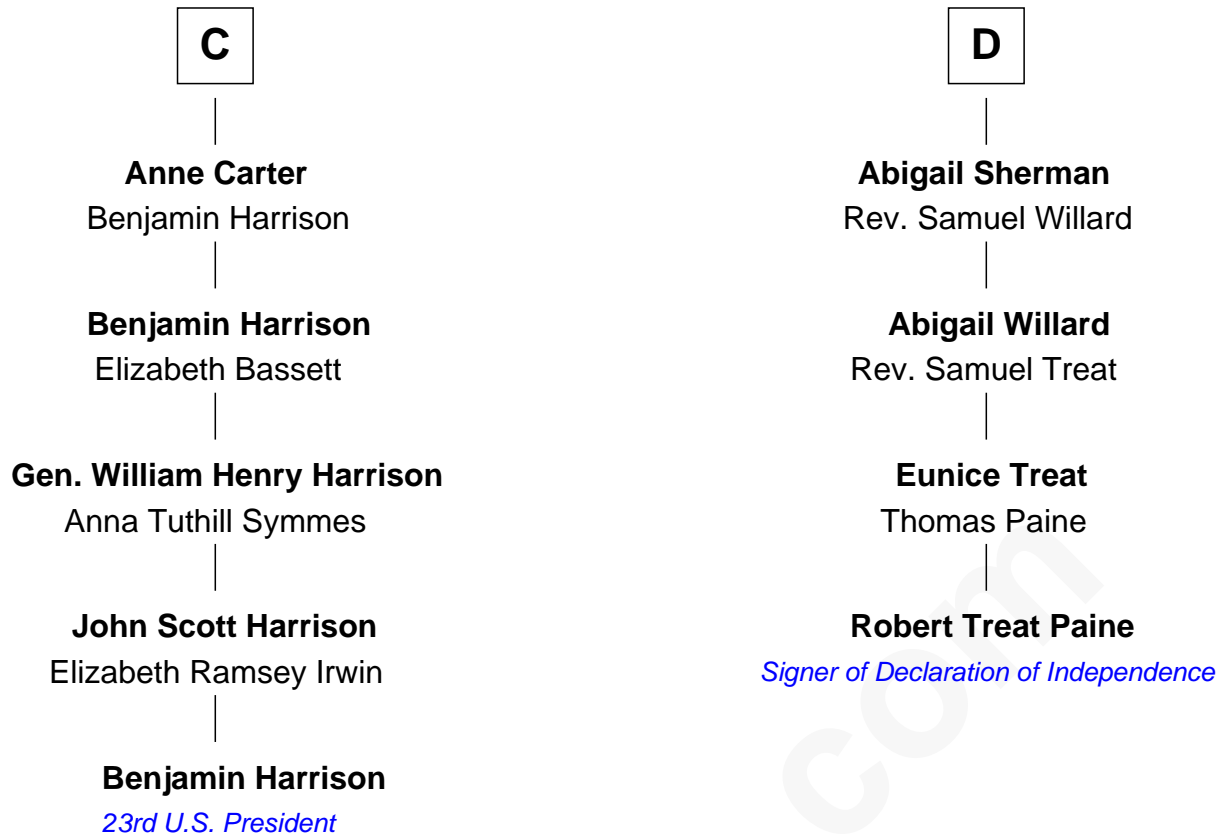 C
Anne Carter
Benjamin Harrison
Benjamin Harrison
Elizabeth Bassett
Gen. William Henry Harrison
Anna Tuthill Symmes
John Scott Harrison
Elizabeth Ramsey Irwin
Benjamin Harrison
23rd U.S. President
D
Abigail Sherman
Rev. Samuel Willard
Abigail Willard
Rev. Samuel Treat
Eunice Treat
Thomas Paine
Robert Treat Paine
Signer of Declaration of Independence
com